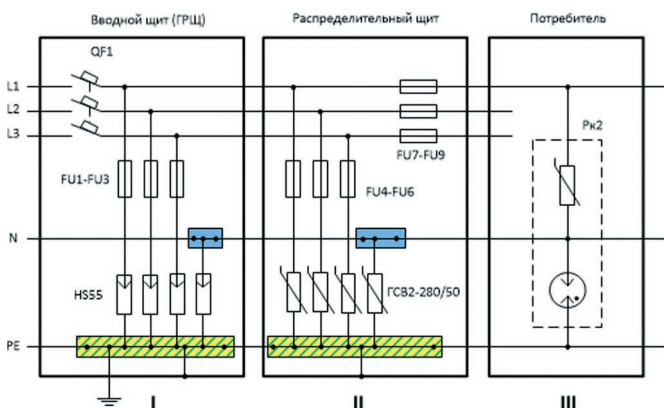 Вводной щит (ГРЩ)
Распределительный щит
Потребитель
QF1
L1
L2
L3
Рк2
FU7-FU9
FU1-FU3
FU4-FU6
N
HS55
ГСВ2-280/50
PE
I
II
III